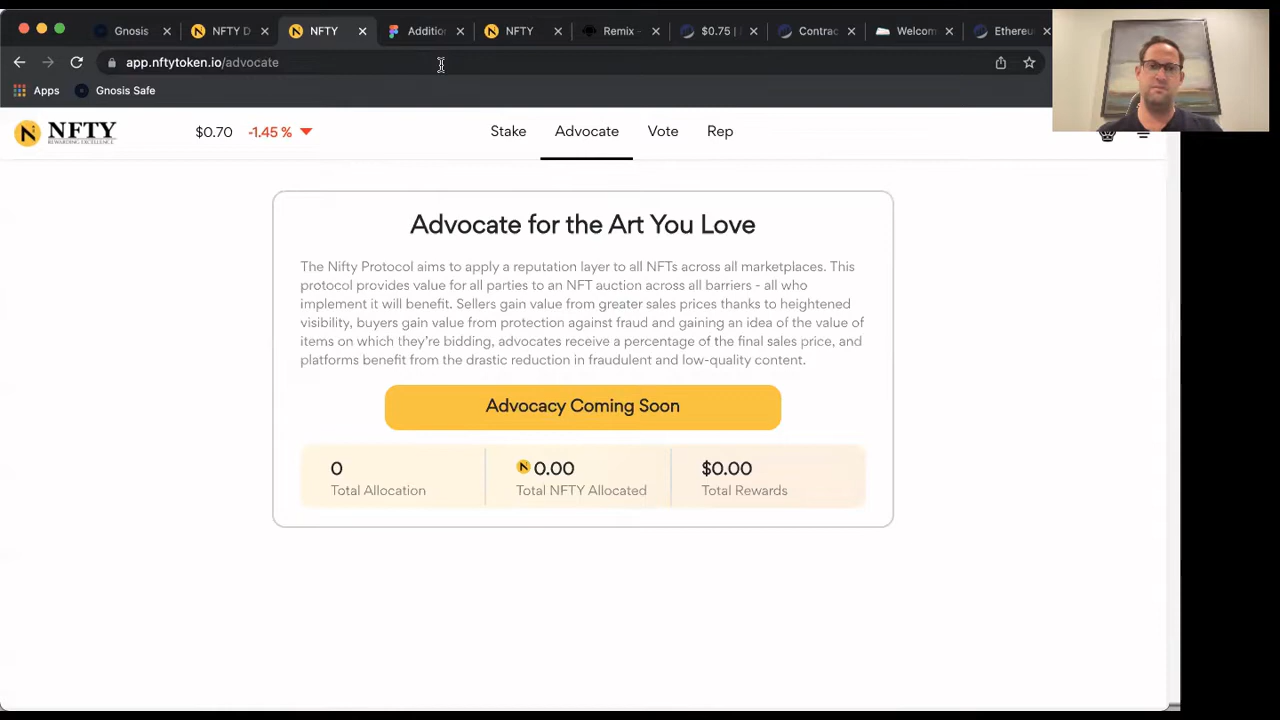 Gnosis
NFTY D
NFTY
Addition
NFTY
Remix -
$0.75 |
Contrac
Welcom
Ethereu
app.nftytoken.io/advocate
Apps
Gnosis Safe
N NFTY
REWARDING EXCELLENCE
$0.70
-1.45 %
Stake
Advocate
Vote
Rep
Advocate for the Art You Love
The Nifty Protocol aims to apply a reputation layer to all NFTs across all marketplaces. This
protocol provides value for all parties to an NFT auction across all barriers - all who
implement it will benefit. Sellers gain value from greater sales prices thanks to heightened
visibility, buyers gain value from protection against fraud and gaining an idea of the value of
items on which they're bidding, advocates receive a percentage of the final sales price, and
platforms benefit from the drastic reduction in fraudulent and low-quality content.
Advocacy Coming Soon
0
Total Allocation
N 0.00
Total NFTY Allocated
$0.00
Total Rewards